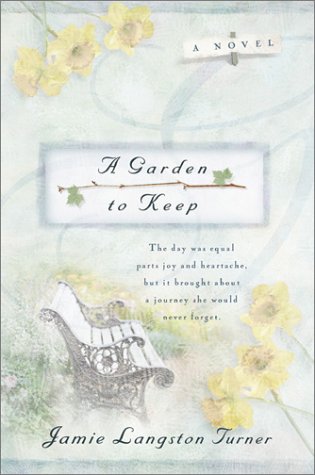 A NOVEL
A Garden
to Keep
The day was equal
parts joy and heartache,
but it brought about
a journey she would
never forget.
Jamie Langston Turner